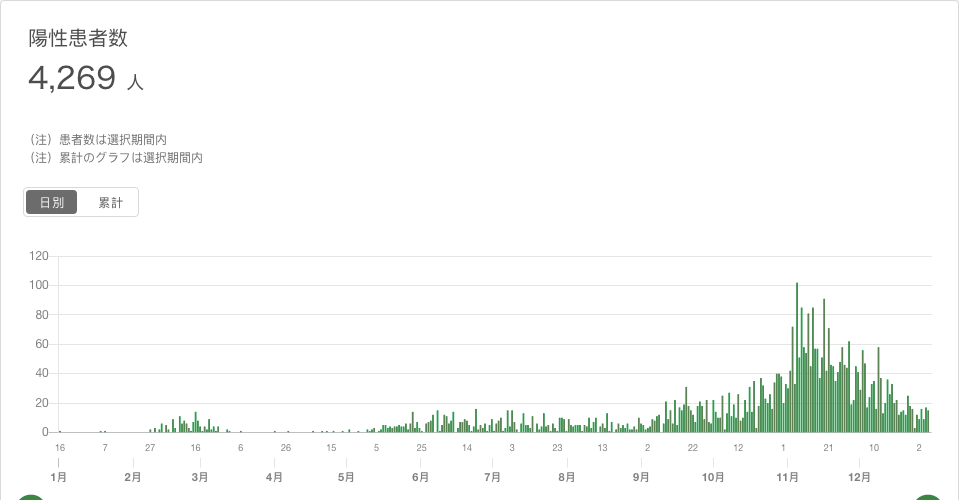 陽性患者数
4,269 人
（注）患者数は選択期間内
（注）累計のグラフは選択期間内
日別 累計
120
100
80
60
40
20
0
16 7 27 16 6 26 15 5 25 14 3 23 13 2 22 12 1 21 10 2
1月 2月 3月 4月 5月 6月 7月 8月 9月 10月 11月 12月